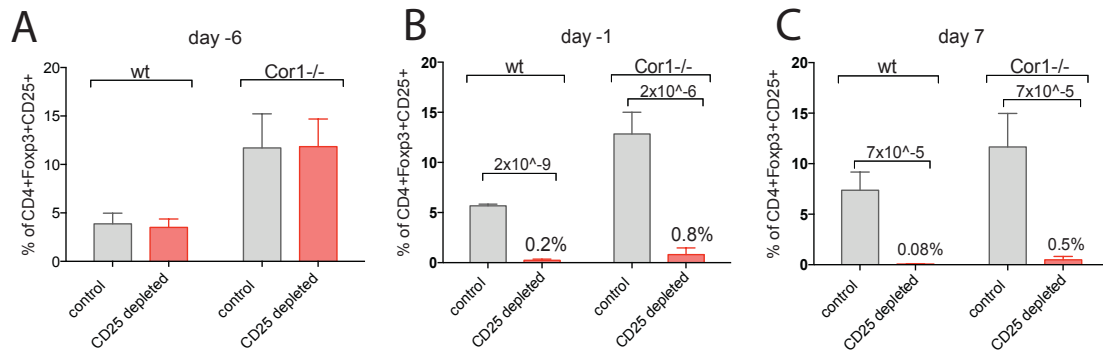 A
day -6
wt
Cor1-/-
% of CD4+Foxp3+CD25+
20
15
10
5
0
control
CD25 depleted
control
CD25 depleted
B
day -1
wt
Cor1-/-
2x10^-6
2x10^-9
% of CD4+Foxp3+CD25+
20
15
10
5
0
0.2%
0.8%
control
CD25 depleted
control
CD25 depleted
C
day 7
wt
Cor1-/-
7x10^-5
7x10^-5
% of CD4+Foxp3+CD25+
20
15
10
5
0
0.08%
0.5%
control
CD25 depleted
control
CD25 depleted